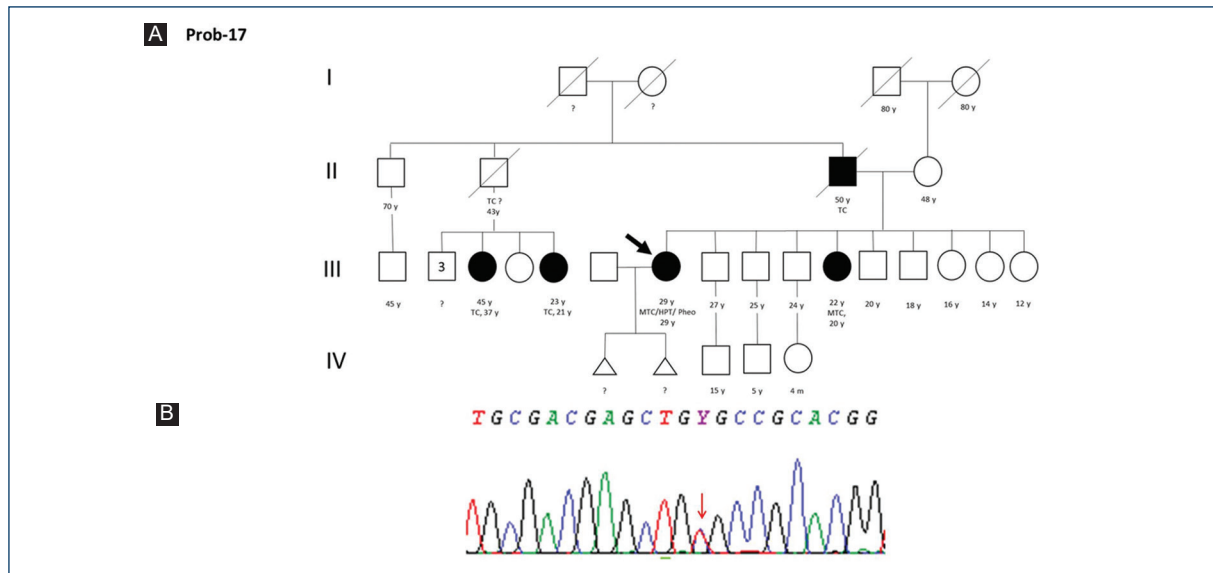 A Prob-17
I
? ? 80 y 80 y
II
70 y TC ? 50 y 48 y
43y TC
III
3
45 y ? 45 y 23 y 29 y 27 y 25 y 24 y 22 y 20 y 18 y 16 y 14 y 12 y
TC, 37 y TC, 21 y MTC/HPT/ Pheo MTC,
29 y 20 y
IV
? ? 15 y 5 y 4 m
B
T G C G A C G A G C T G Y G C C G C A C G G